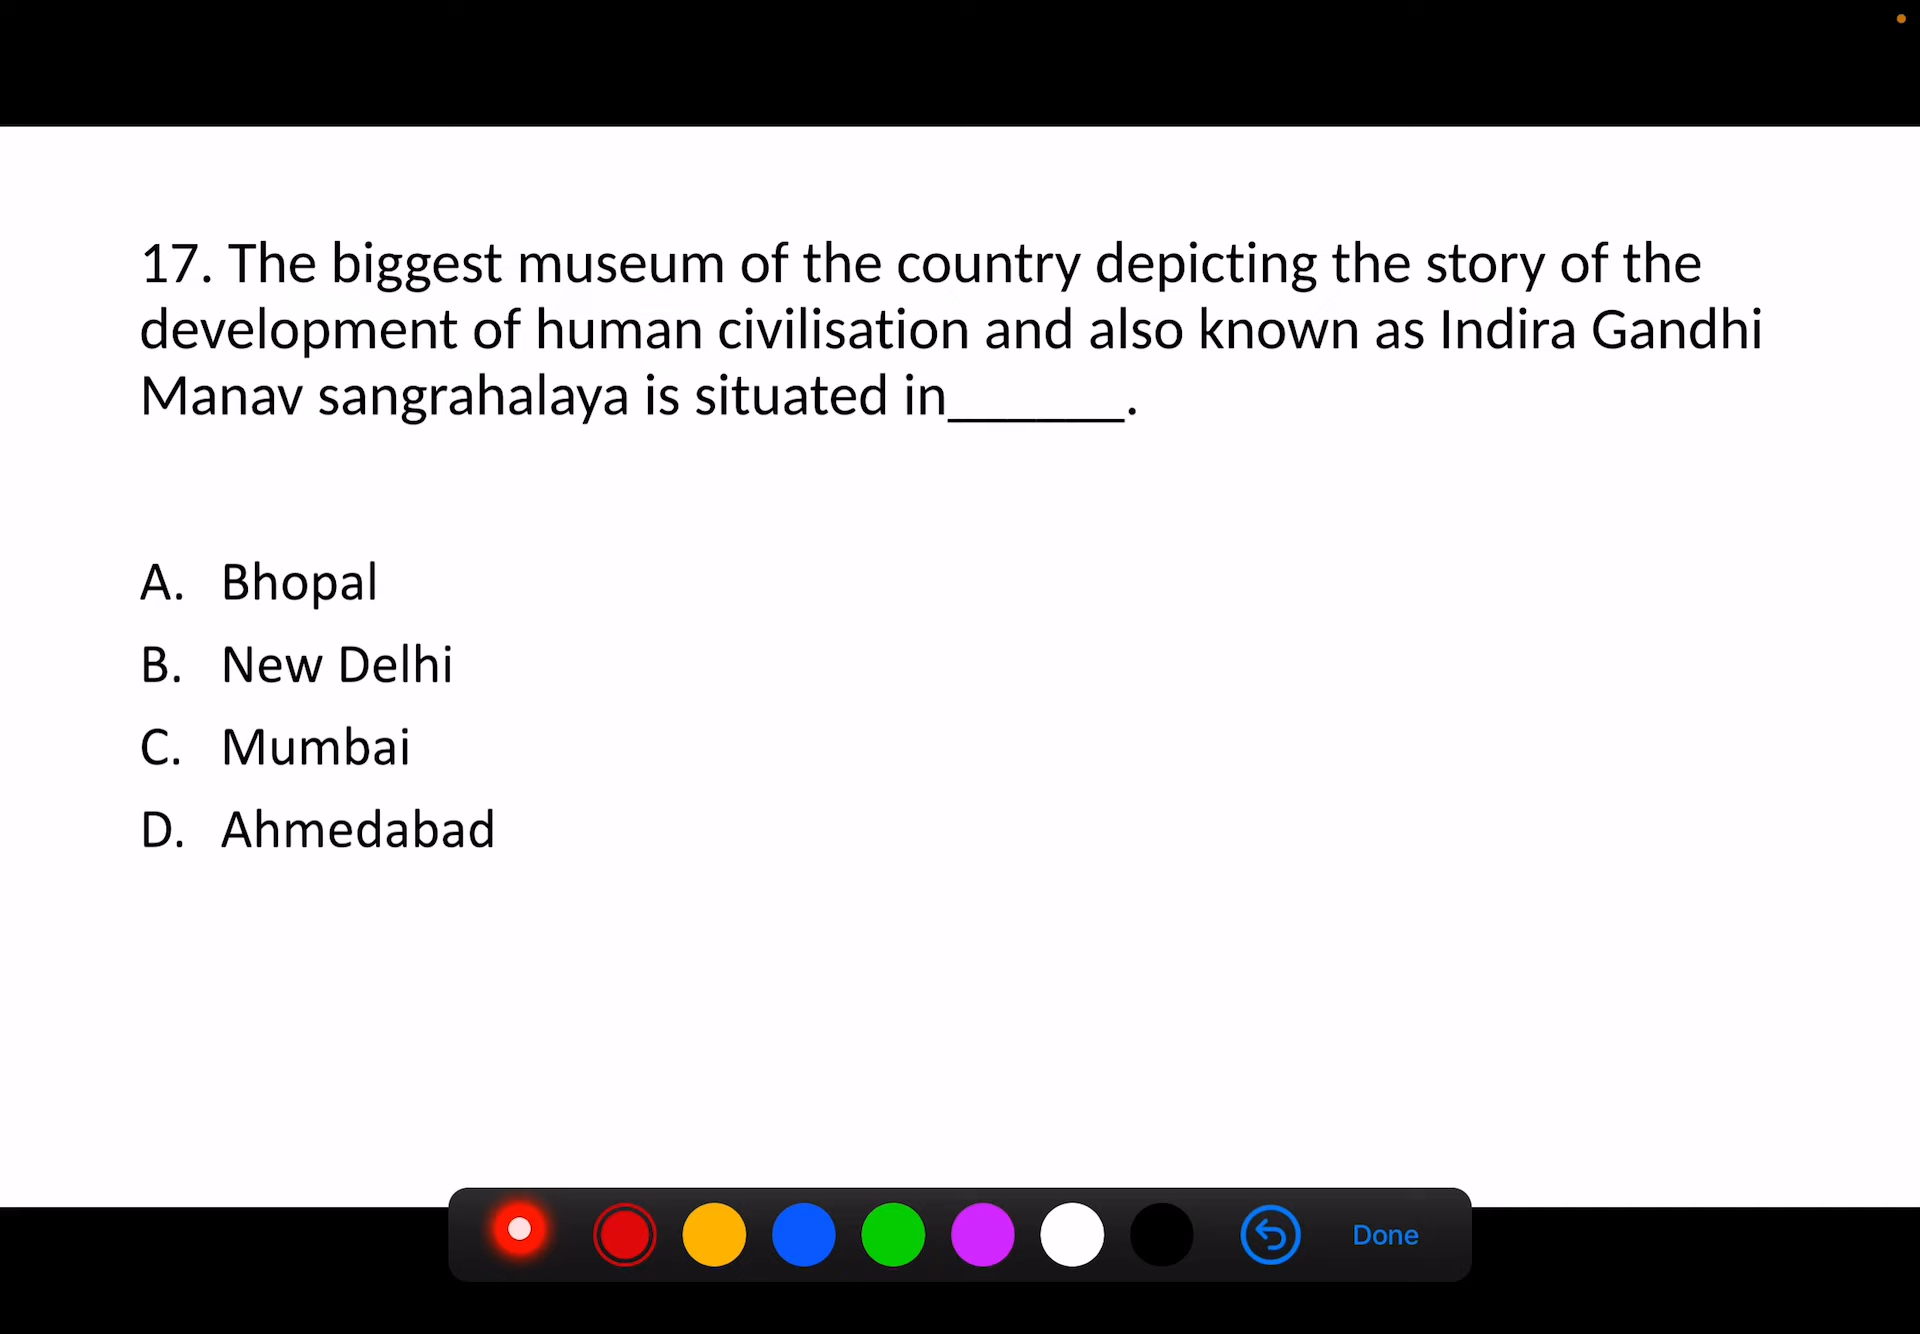 17. The biggest museum of the country depicting the story of the
development of human civilisation and also known as Indira Gandhi
Manav sangrahalaya is situated in______.
A. Bhopal
B. New Delhi
C. Mumbai
D. Ahmedabad
Done